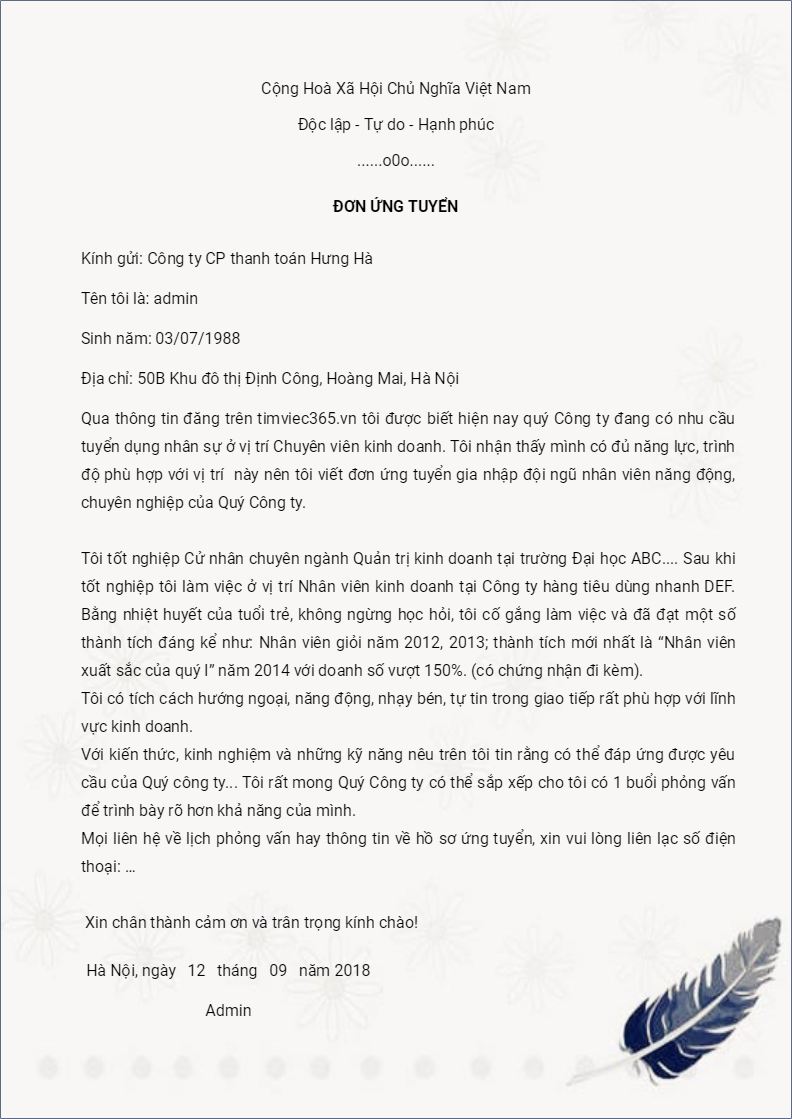 Cộng Hoà Xã Hội Chủ Nghĩa Việt Nam
Độc lập - Tự do - Hạnh phúc
......o0o......
ĐƠN ỨNG TUYỂN
Kính gửi: Công ty CP thanh toán Hưng Hà
Tên tôi là: admin
Sinh năm: 03/07/1988
Địa chỉ: 50B Khu đô thị Định Công, Hoàng Mai, Hà Nội
Qua thông tin đăng trên timviec365.vn tôi được biết hiện nay quý Công ty đang có nhu cầu
tuyển dụng nhân sự ở vị trí Chuyên viên kinh doanh. Tôi nhận thấy mình có đủ năng lực, trình
độ phù hợp với vị trí  này nên tôi viết đơn ứng tuyển gia nhập đội ngũ nhân viên năng động,
chuyên nghiệp của Quý Công ty.
Tôi tốt nghiệp Cử nhân chuyên ngành Quản trị kinh doanh tại trường Đại học ABC.... Sau khi
tốt nghiệp tôi làm việc ở vị trí Nhân viên kinh doanh tại Công ty hàng tiêu dùng nhanh DEF.
Bằng nhiệt huyết của tuổi trẻ, không ngừng học hỏi, tôi cố gắng làm việc và đã đạt một số
thành tích đáng kể như: Nhân viên giỏi năm 2012, 2013; thành tích mới nhất là “Nhân viên
xuất sắc của quý I” năm 2014 với doanh số vượt 150%. (có chứng nhận đi kèm).
Tôi có tích cách hướng ngoại, năng động, nhạy bén, tự tin trong giao tiếp rất phù hợp với lĩnh
vực kinh doanh.
Với kiến thức, kinh nghiệm và những kỹ năng nêu trên tôi tin rằng có thể đáp ứng được yêu
cầu của Quý công ty... Tôi rất mong Quý Công ty có thể sắp xếp cho tôi có 1 buổi phỏng vấn
để trình bày rõ hơn khả năng của mình.
Mọi liên hệ về lịch phỏng vấn hay thông tin về hồ sơ ứng tuyển, xin vui lòng liên lạc số điện
thoại: …
Xin chân thành cảm ơn và trân trọng kính chào!
Hà Nội, ngày 12 tháng 09 năm 2018
Admin